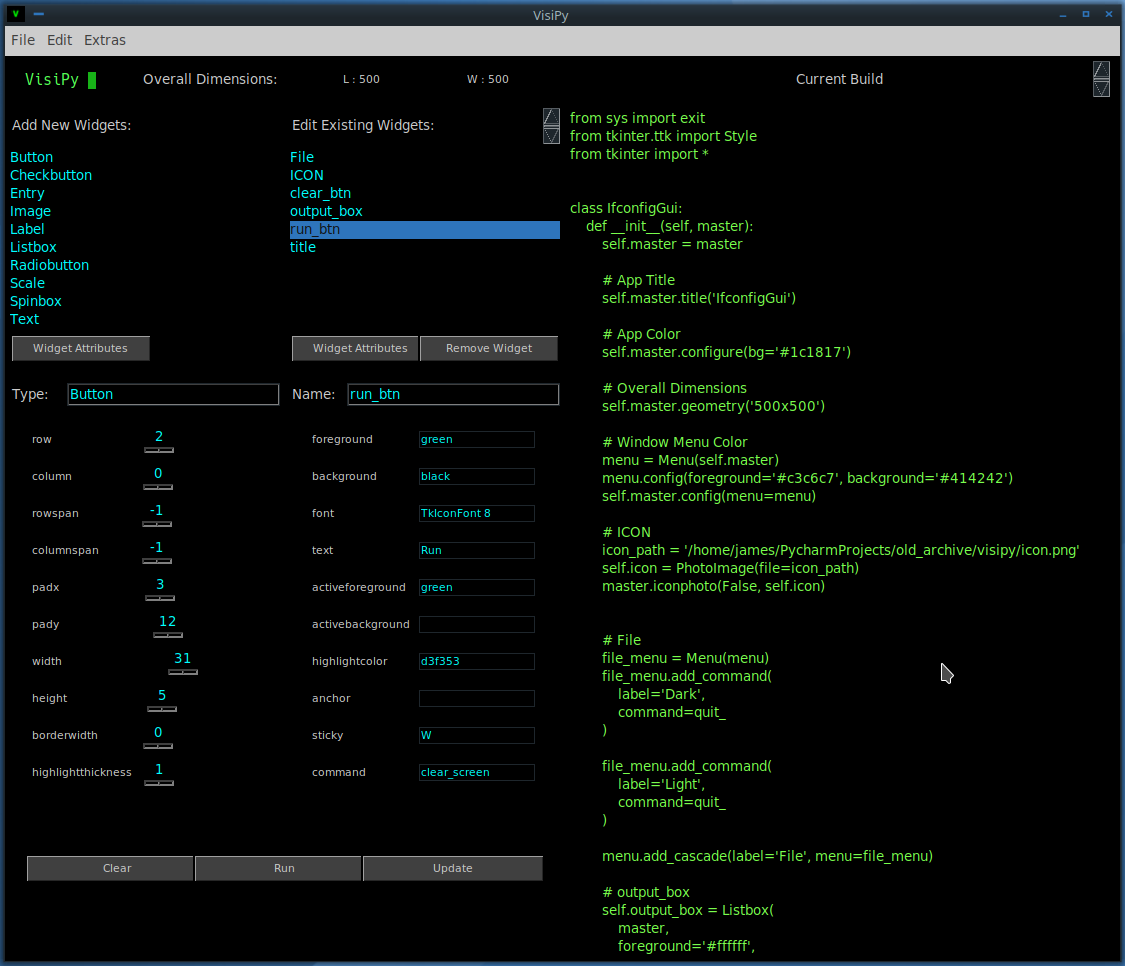 V
VisiPy
File Edit Extras
VisiPy
Overall Dimensions: L : 500 W : 500
Current Build
Add New Widgets:
Button
Checkbutton
Entry
Image
Label
Listbox
Radiobutton
Scale
Spinbox
Text
Widget Attributes
Edit Existing Widgets:
File
ICON
clear_btn
output_box
run_btn
title
Widget Attributes Remove Widget
Type: Button Name: run_btn
row 2
column 0
rowspan -1
columnspan -1
padx 3
pady 12
width 31
height 5
borderwidth 0
highlightthickness 1
foreground green
background black
font TkIconFont 8
text Run
activeforeground green
activebackground
highlightcolor d3f353
anchor
sticky W
command clear_screen
Clear Run Update
from sys import exit
from tkinter.ttk import Style
from tkinter import *
class IfconfigGui:
def __init__(self, master):
self.master = master
# App Title
self.master.title('IfconfigGui')
# App Color
self.master.configure(bg='#1c1817')
# Overall Dimensions
self.master.geometry('500x500')
# Window Menu Color
menu = Menu(self.master)
menu.config(foreground='#c3c6c7', background='#414242')
self.master.config(menu=menu)
# ICON
icon_path = '/home/james/PycharmProjects/old_archive/visipy/icon.png'
self.icon = PhotoImage(file=icon_path)
master.iconphoto(False, self.icon)
# File
file_menu = Menu(menu)
file_menu.add_command(
label='Dark',
command=quit_
)
file_menu.add_command(
label='Light',
command=quit_
)
menu.add_cascade(label='File', menu=file_menu)
# output_box
self.output_box = Listbox(
master,
foreground='#ffffff',